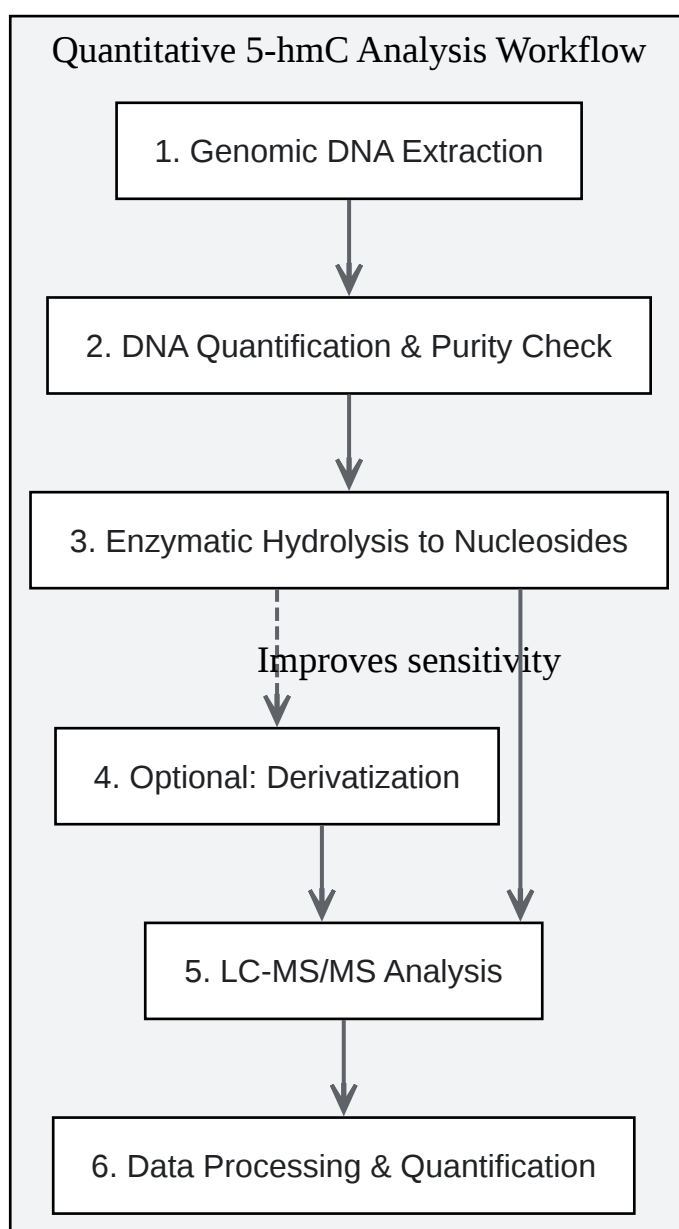 Quantitative 5-hmC Analysis Workflow
1. Genomic DNA Extraction
2. DNA Quantification & Purity Check
3. Enzymatic Hydrolysis to Nucleosides
Improves sensitivity
4. Optional: Derivatization
5. LC-MS/MS Analysis
6. Data Processing & Quantification